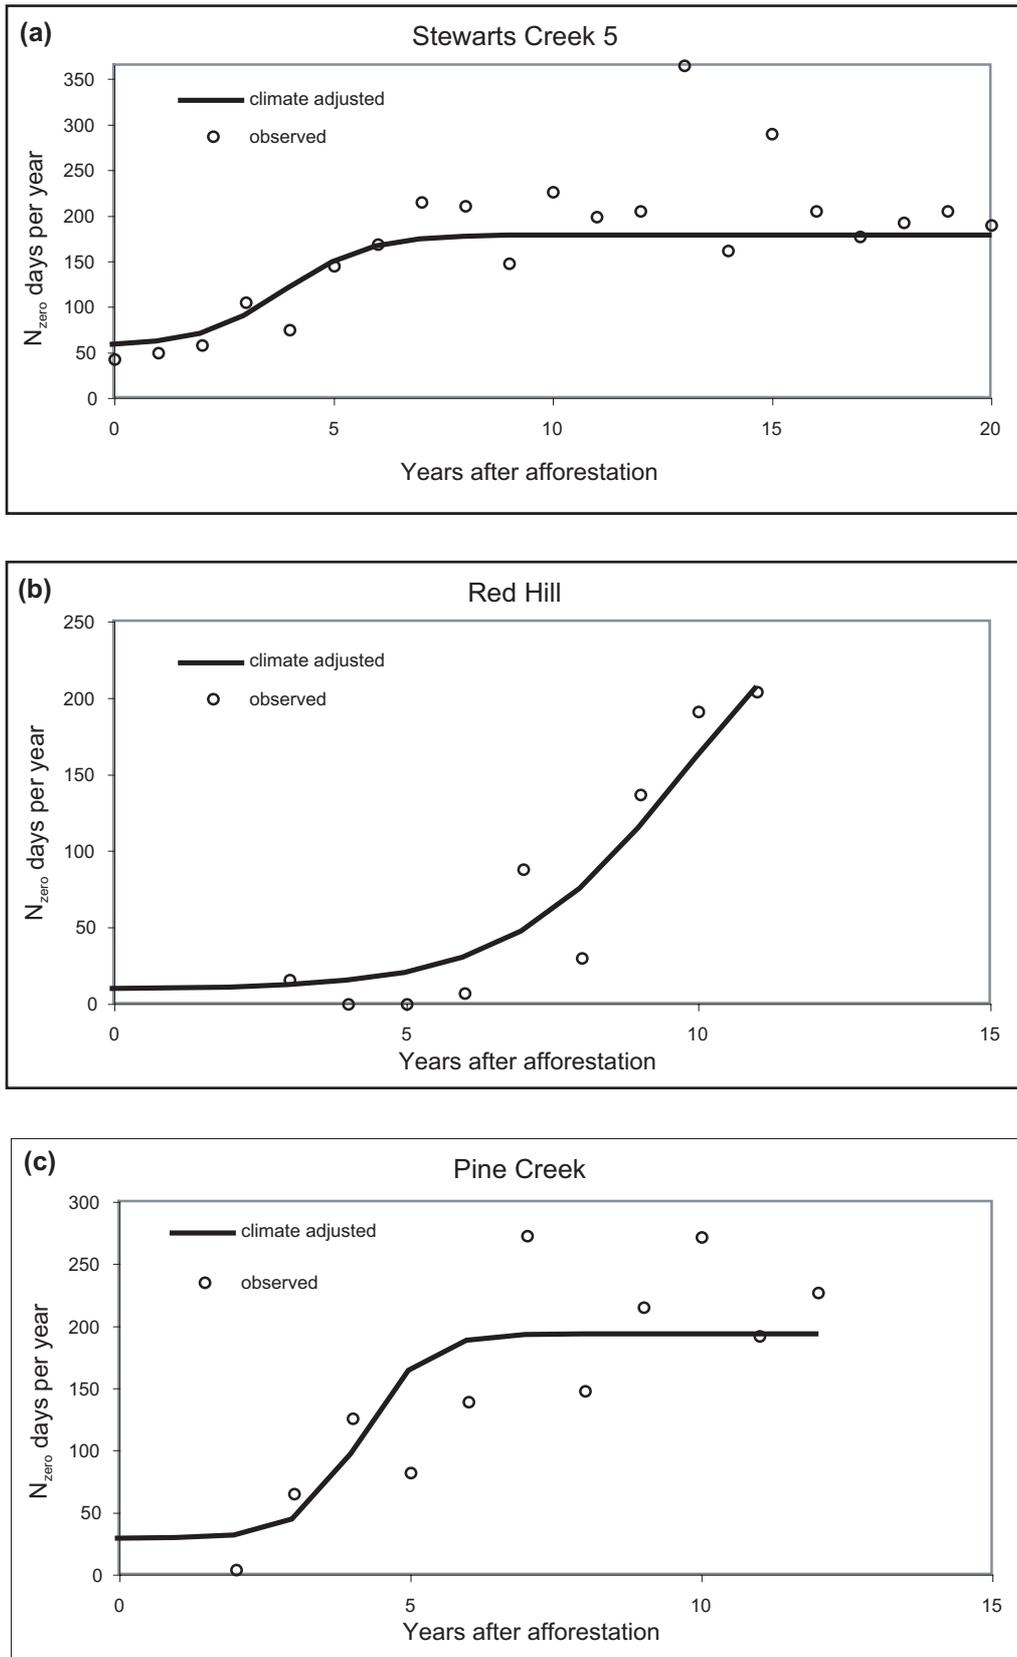 (a)
Stewarts Creek 5
climate adjusted
observed
N zero days per year
350
300
250
200
150
100
50
0
0 5 10 15 20
Years after afforestation
(b)
Red Hill
climate adjusted
observed
N zero days per year
250
200
150
100
50
0
0 5 10 15
Years after afforestation
(c)
Pine Creek
climate adjusted
observed
N zero days per year
300
250
200
150
100
50
0
0 5 10 15
Years after afforestation